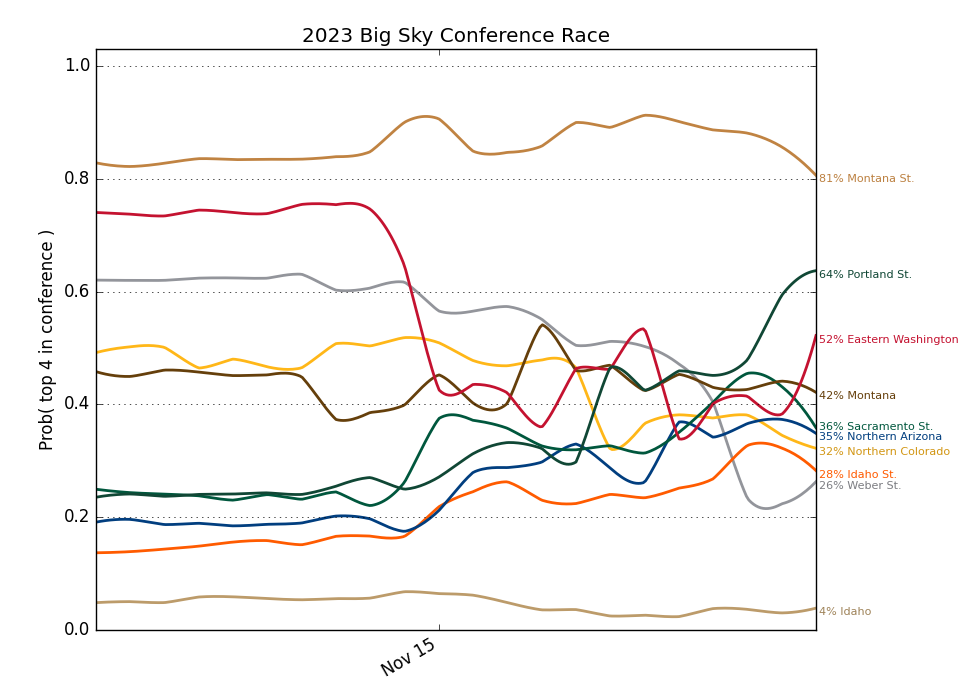 2023 Big Sky Conference Race
Prob( top 4 in conference )
1.0
0.8
0.6
0.4
0.2
0.0
Nov 15
81% Montana St.
64% Portland St.
52% Eastern Washington
42% Montana
36% Sacramento St.
35% Northern Arizona
32% Northern Colorado
28% Idaho St.
26% Weber St.
4% Idaho